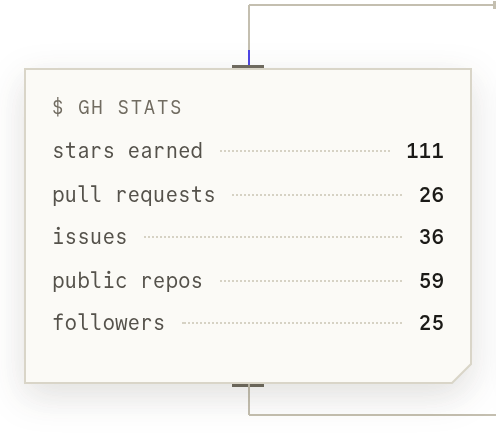 $ GH STATS
stars earned 111
pull requests 26
issues 36
public repos 59
followers 25